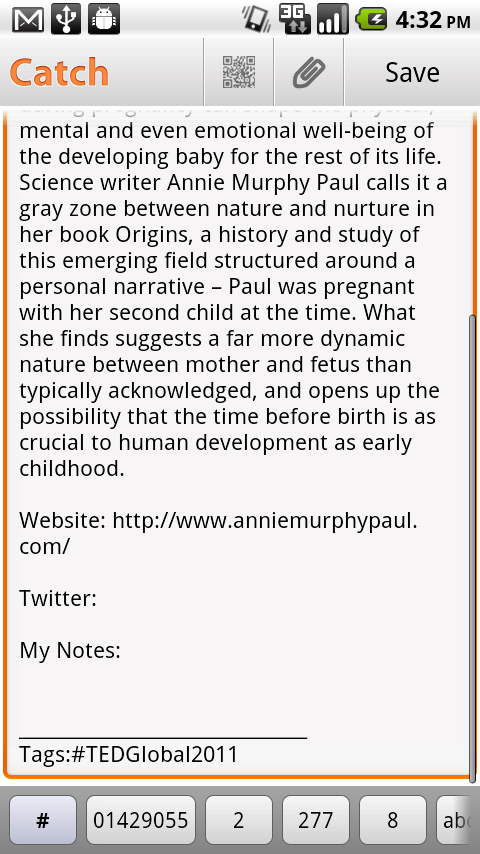 3G 4:32 PM
Catch Save
mental and even emotional well-being of
the developing baby for the rest of its life.
Science writer Annie Murphy Paul calls it a
gray zone between nature and nurture in
her book Origins, a history and study of
this emerging field structured around a
personal narrative – Paul was pregnant
with her second child at the time. What
she finds suggests a far more dynamic
nature between mother and fetus than
typically acknowledged, and opens up the
possibility that the time before birth is as
crucial to human development as early
childhood.
Website: http://www.anniemurphypaul.
com/
Twitter:
My Notes:
Tags:#TEDGlobal2011
# 01429055 2 277 8 abc